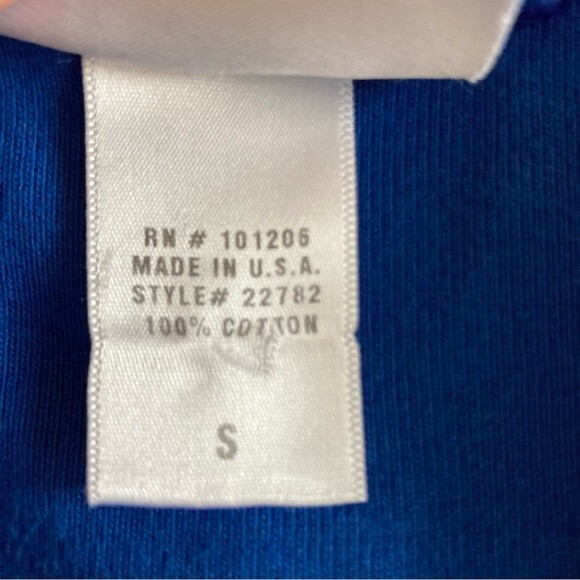 RN # 101206
MADE IN U.S.A.
STYLE# 22782
100% COTTON
S